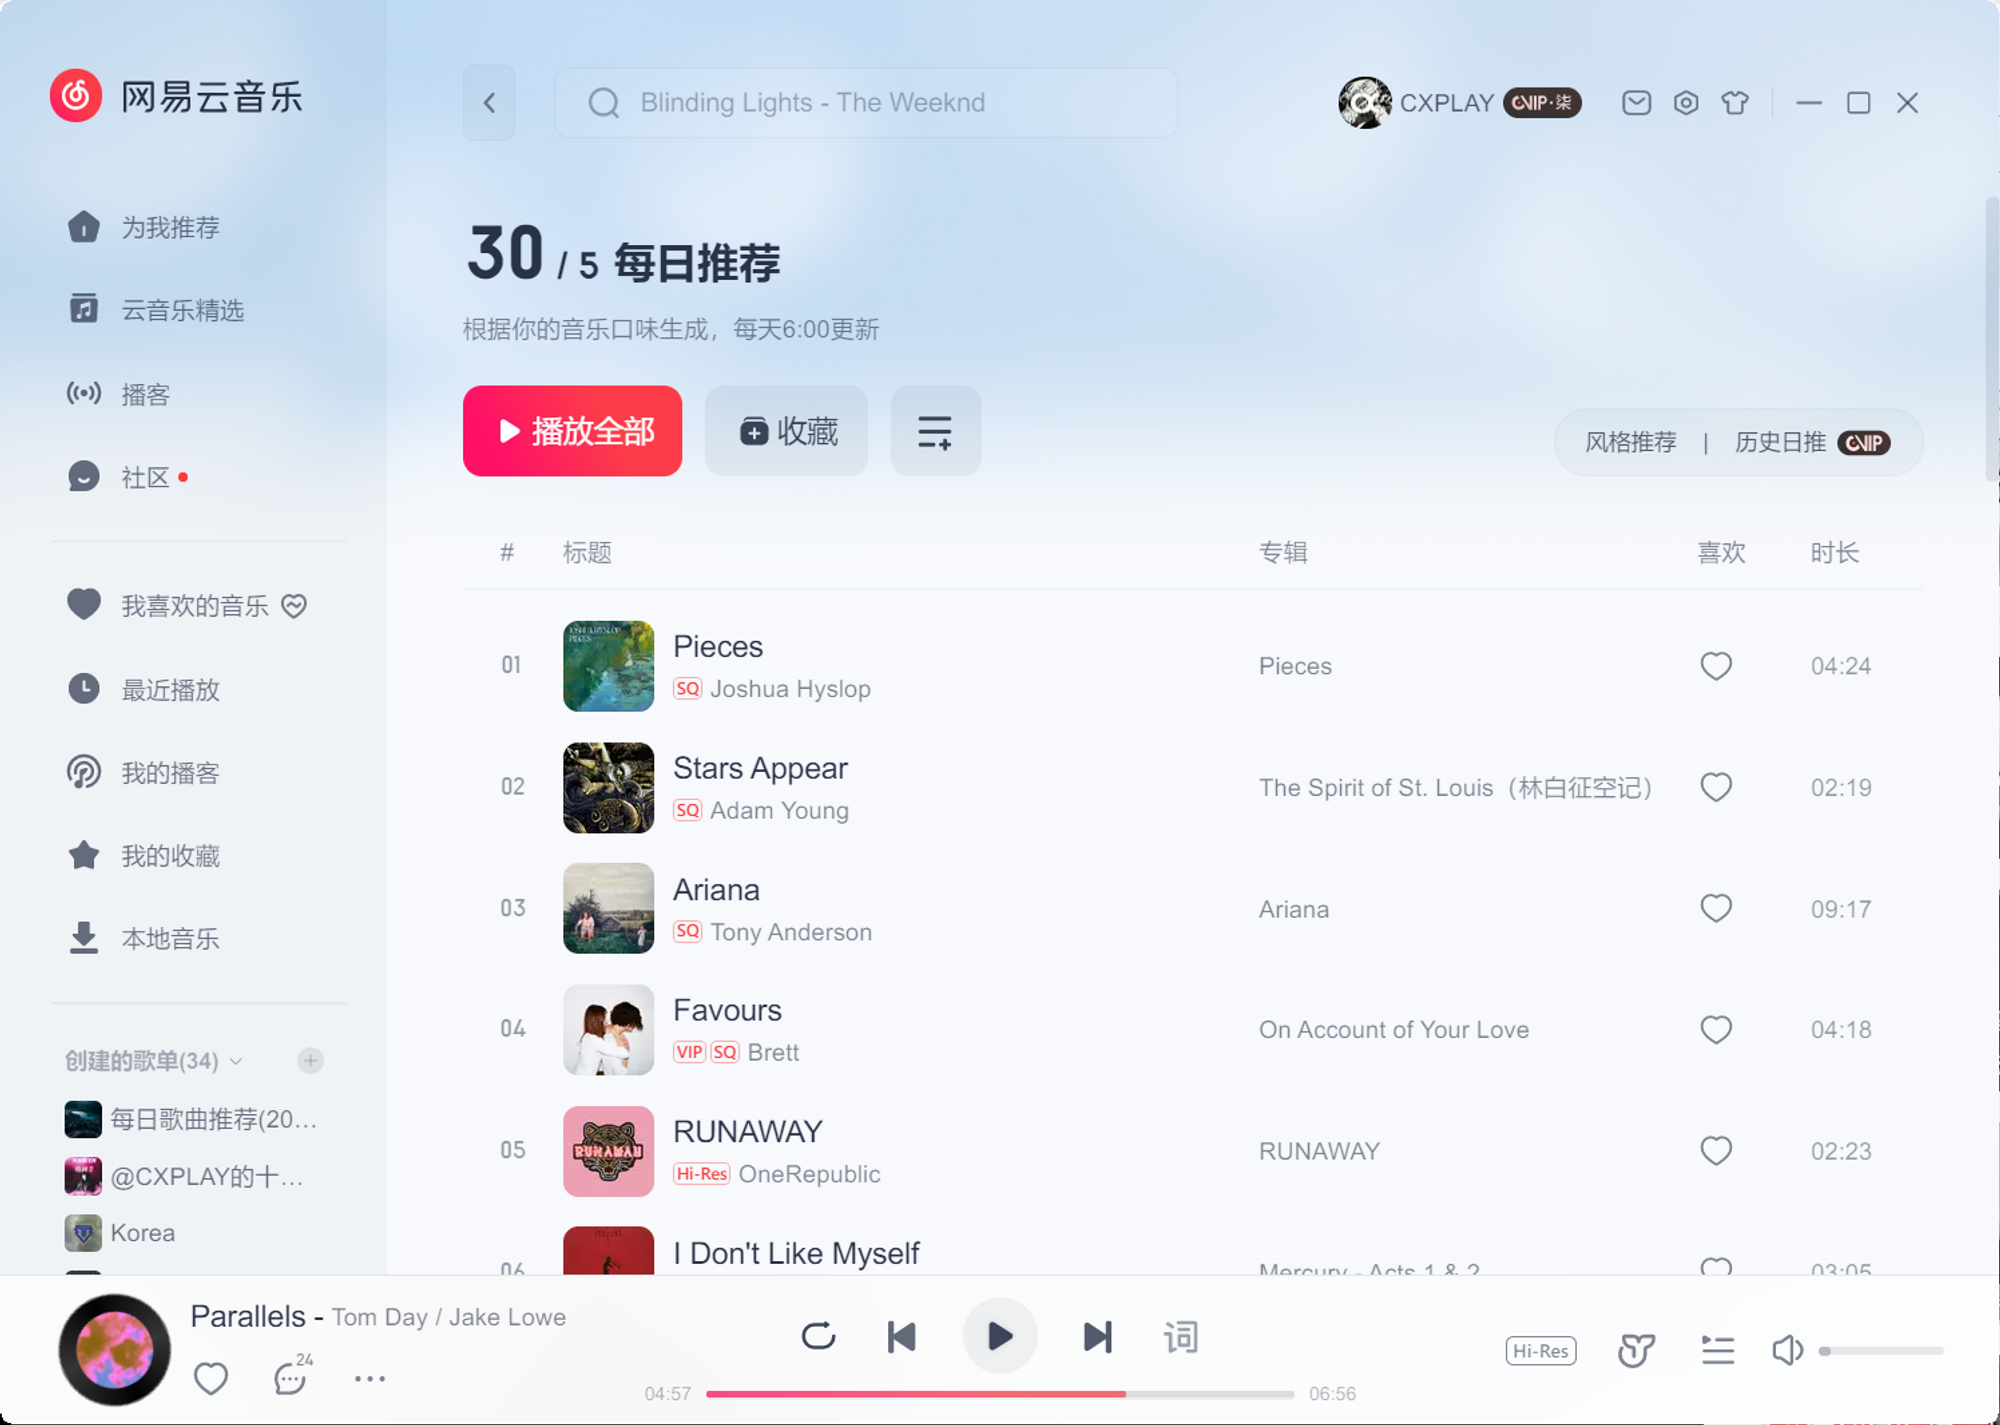 网易云音乐
Blinding Lights - The Weeknd
CXPLAY VIP·柒
为我推荐
云音乐精选
播客
社区
我喜欢的音乐
最近播放
我的播客
我的收藏
本地音乐
创建的歌单(34)
每日歌曲推荐(20...
@CXPLAY的十...
Korea
30 / 5 每日推荐
根据你的音乐口味生成，每天6:00更新
播放全部
收藏
风格推荐 | 历史日推 VIP
# 标题 专辑 喜欢 时长
01 Pieces Pieces 04:24
SQ Joshua Hyslop
02 Stars Appear The Spirit of St. Louis（林白征空记） 02:19
SQ Adam Young
03 Ariana Ariana 09:17
SQ Tony Anderson
04 Favours On Account of Your Love 04:18
VIP SQ Brett
05 RUNAWAY RUNAWAY 02:23
Hi-Res OneRepublic
RUNAWAY
06 I Don't Like Myself Mercury - Acts 1 & 2 03:05
Parallels - Tom Day / Jake Lowe
24
词
04:57 06:56
Hi-Res